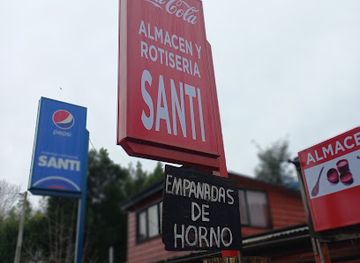 Coca-Cola
ALMACEN Y
ROTISERIA
SANTI
EMPANADAS
DE
HORNO
pepsi
SANTI
ALMACE